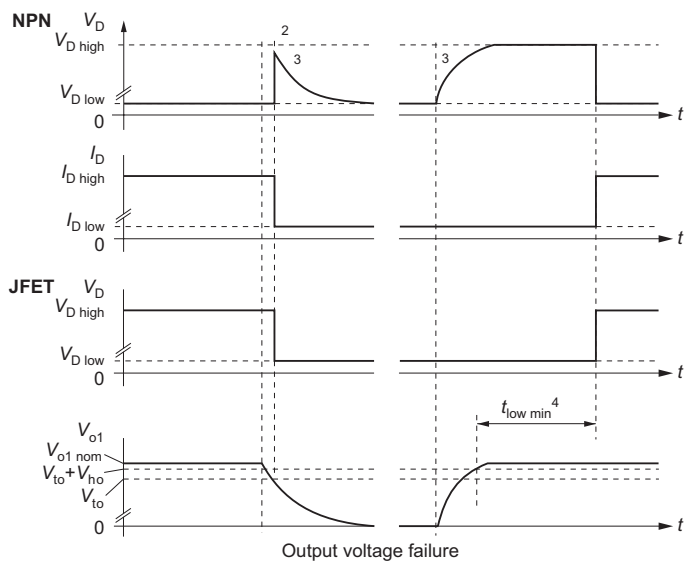 NPN
V_D
V_D high
2
3
3
V_D low
0
t
I_D
I_D high
I_D low
0
t
JFET
V_D
V_D high
V_D low
0
t
t_low min 4
V_o1
V_o1 nom
V_to + V_ho
V_to
0
t
Output voltage failure